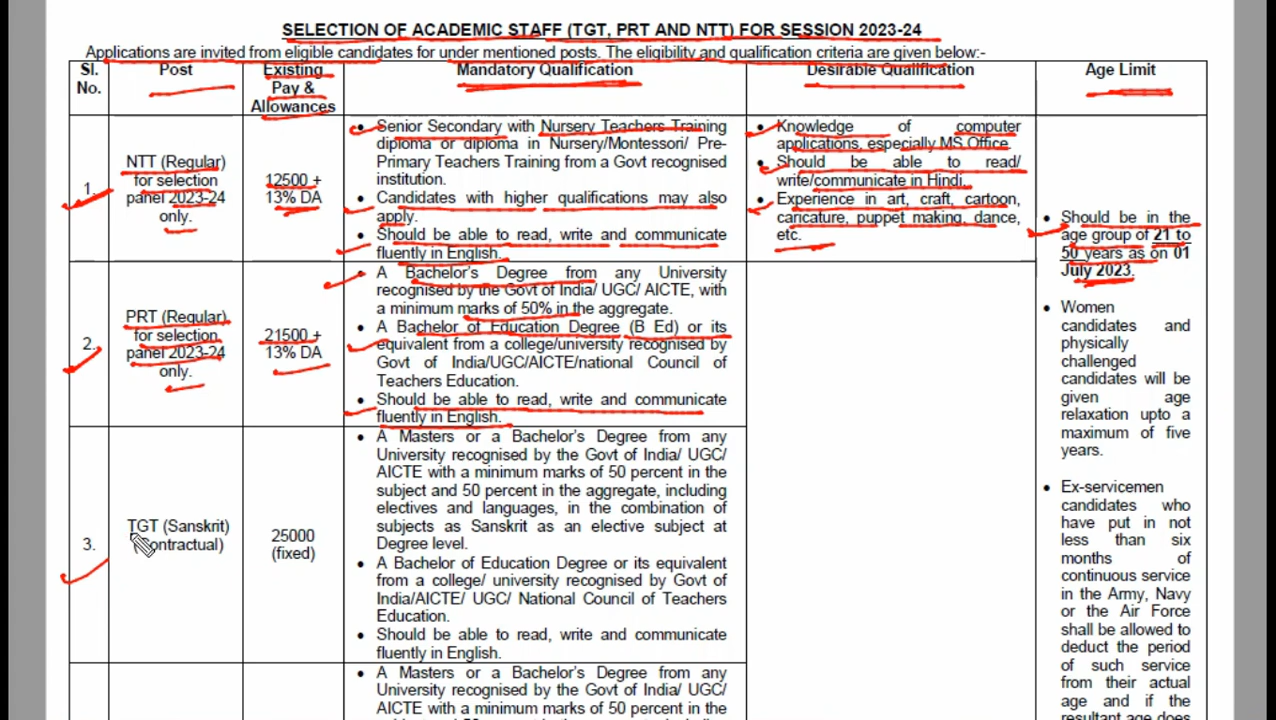 SELECTION OF ACADEMIC STAFF (TGT, PRT AND NTT) FOR SESSION 2023-24
Applications are invited from eligible candidates for under mentioned posts. The eligibility and qualification criteria are given below:-
Sl. No.
Post
Existing
Pay &
Allowances
Mandatory Qualification
Desirable Qualification
Age Limit
1.
NTT (Regular)
for selection
panel 2023-24
only.
12500 +
13% DA
• Senior Secondary with Nursery Teachers Training
diploma or diploma in Nursery/Montessori/ Pre-
Primary Teachers Training from a Govt recognised
institution.
• Candidates with higher qualifications may also
apply.
• Should be able to read, write and communicate
fluently in English.
• Knowledge of computer
applications, especially MS Office.
• Should be able to read/
write/communicate in Hindi.
• Experience in art, craft, cartoon,
caricature, puppet making, dance,
etc.
2.
PRT (Regular)
for selection
panel 2023-24
only.
21500 +
13% DA
• A Bachelor's Degree from any University
recognised by the Govt of India/ UGC/ AICTE, with
a minimum marks of 50% in the aggregate.
• A Bachelor of Education Degree (B Ed) or its
equivalent from a college/university recognised by
Govt of India/UGC/AICTE/national Council of
Teachers Education.
• Should be able to read, write and communicate
fluently in English.
3.
TGT (Sanskrit)
(Contractual)
25000
(fixed)
• A Masters or a Bachelor's Degree from any
University recognised by the Govt of India/ UGC/
AICTE with a minimum marks of 50 percent in the
subject and 50 percent in the aggregate, including
electives and languages, in the combination of
subjects as Sanskrit as an elective subject at
Degree level.
• A Bachelor of Education Degree or its equivalent
from a college/ university recognised by Govt of
India/AICTE/ UGC/ National Council of Teachers
Education.
• Should be able to read, write and communicate
fluently in English.
• A Masters or a Bachelor's Degree from any
University recognised by the Govt of India/ UGC/
AICTE with a minimum marks of 50 percent in the
• Should be in the
age group of 21 to
50 years as on 01
July 2023.
• Women
candidates and
physically
challenged
candidates will be
given age
relaxation upto a
maximum of five
years.
• Ex-servicemen
candidates who
have put in not
less than six
months of
continuous service
in the Army, Navy
or the Air Force
shall be allowed to
deduct the period
of such service
from their actual
age and if the
resultant age does